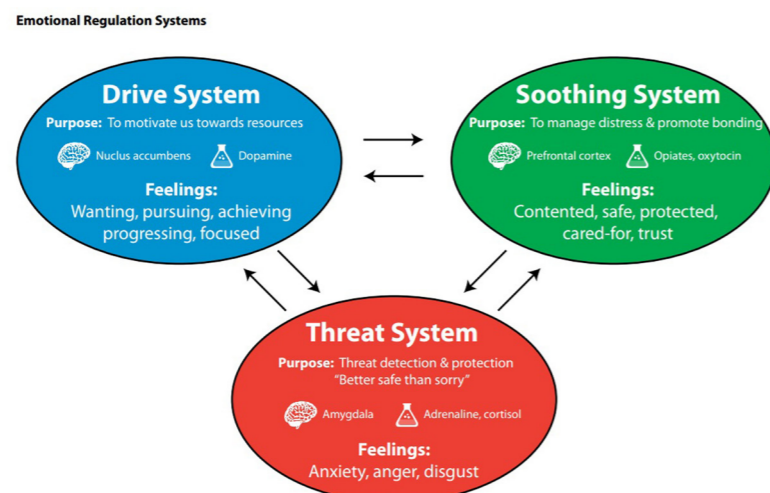 Emotional Regulation Systems
Drive System
Purpose: To motivate us towards resources
Nuclus accumbens
Dopamine
Feelings:
Wanting, pursuing, achieving
progressing, focused
Soothing System
Purpose: To manage distress & promote bonding
Prefrontal cortex
Opiates, oxytocin
Feelings:
Contented, safe, protected,
cared-for, trust
Threat System
Purpose: Threat detection & protection
“Better safe than sorry”
Amygdala
Adrenaline, cortisol
Feelings:
Anxiety, anger, disgust